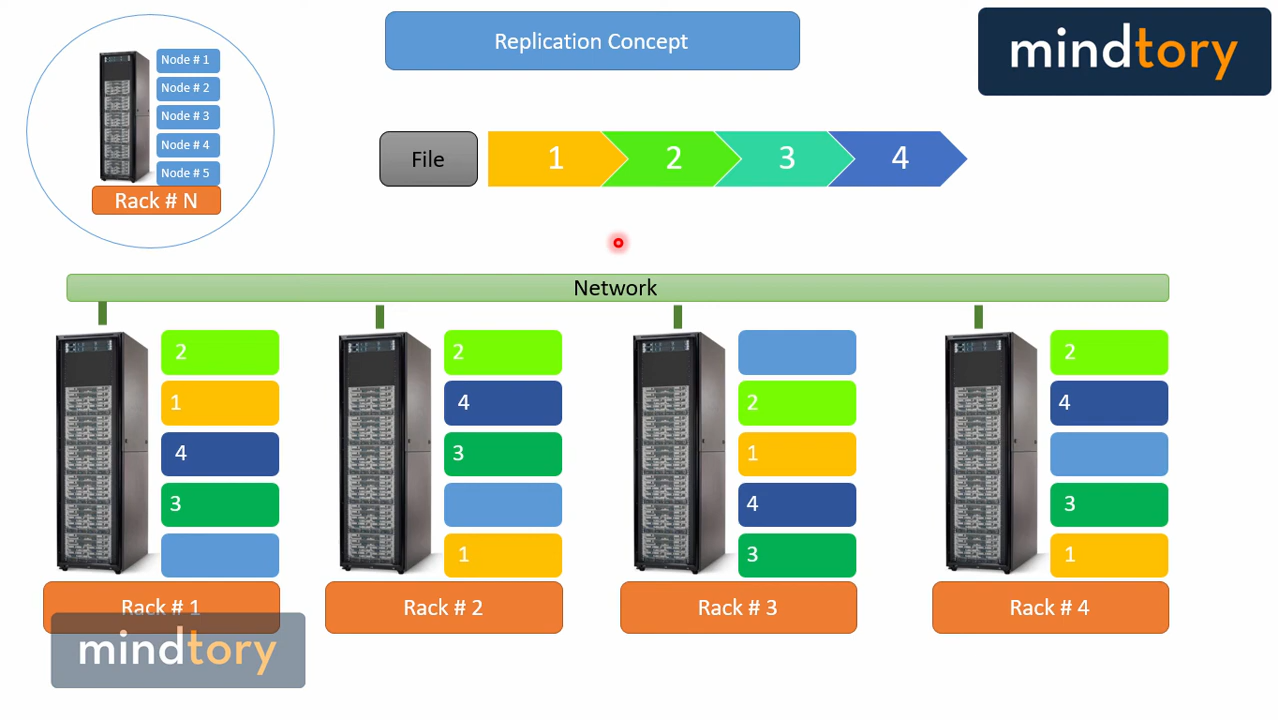 Replication Concept
mindtory
Node # 1
Node # 2
Node # 3
Node # 4
Node # 5
Rack # N
File
1
2
3
4
Network
2
1
4
3
Rack # 1
2
4
3
1
Rack # 2
2
1
4
3
Rack # 3
2
4
3
1
Rack # 4
mindtory